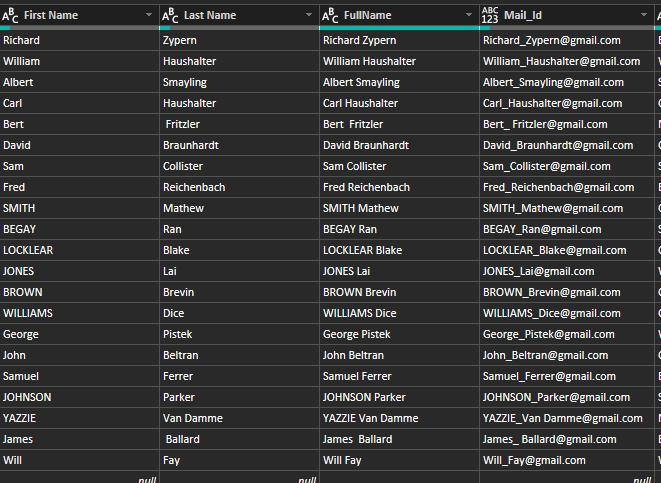 ABC First Name ABC Last Name ABC FullName ABC 123 Mail_Id
Richard Zypern Richard Zypern Richard_Zypern@gmail.com
William Haushalter William Haushalter William_Haushalter@gmail.com
Albert Smayling Albert Smayling Albert_Smayling@gmail.com
Carl Haushalter Carl Haushalter Carl_Haushalter@gmail.com
Bert  Fritzler Bert  Fritzler Bert_ Fritzler@gmail.com
David Braunhardt David Braunhardt David_Braunhardt@gmail.com
Sam Collister Sam Collister Sam_Collister@gmail.com
Fred Reichenbach Fred Reichenbach Fred_Reichenbach@gmail.com
SMITH Mathew SMITH Mathew SMITH_Mathew@gmail.com
BEGAY Ran BEGAY Ran BEGAY_Ran@gmail.com
LOCKLEAR Blake LOCKLEAR Blake LOCKLEAR_Blake@gmail.com
JONES Lai JONES Lai JONES_Lai@gmail.com
BROWN Brevin BROWN Brevin BROWN_Brevin@gmail.com
WILLIAMS Dice WILLIAMS Dice WILLIAMS_Dice@gmail.com
George Pistek George Pistek George_Pistek@gmail.com
John Beltran John Beltran John_Beltran@gmail.com
Samuel Ferrer Samuel Ferrer Samuel_Ferrer@gmail.com
JOHNSON Parker JOHNSON Parker JOHNSON_Parker@gmail.com
YAZZIE Van Damme YAZZIE Van Damme YAZZIE_Van Damme@gmail.com
James  Ballard James  Ballard James_ Ballard@gmail.com
Will Fay Will Fay Will_Fay@gmail.com
null null null